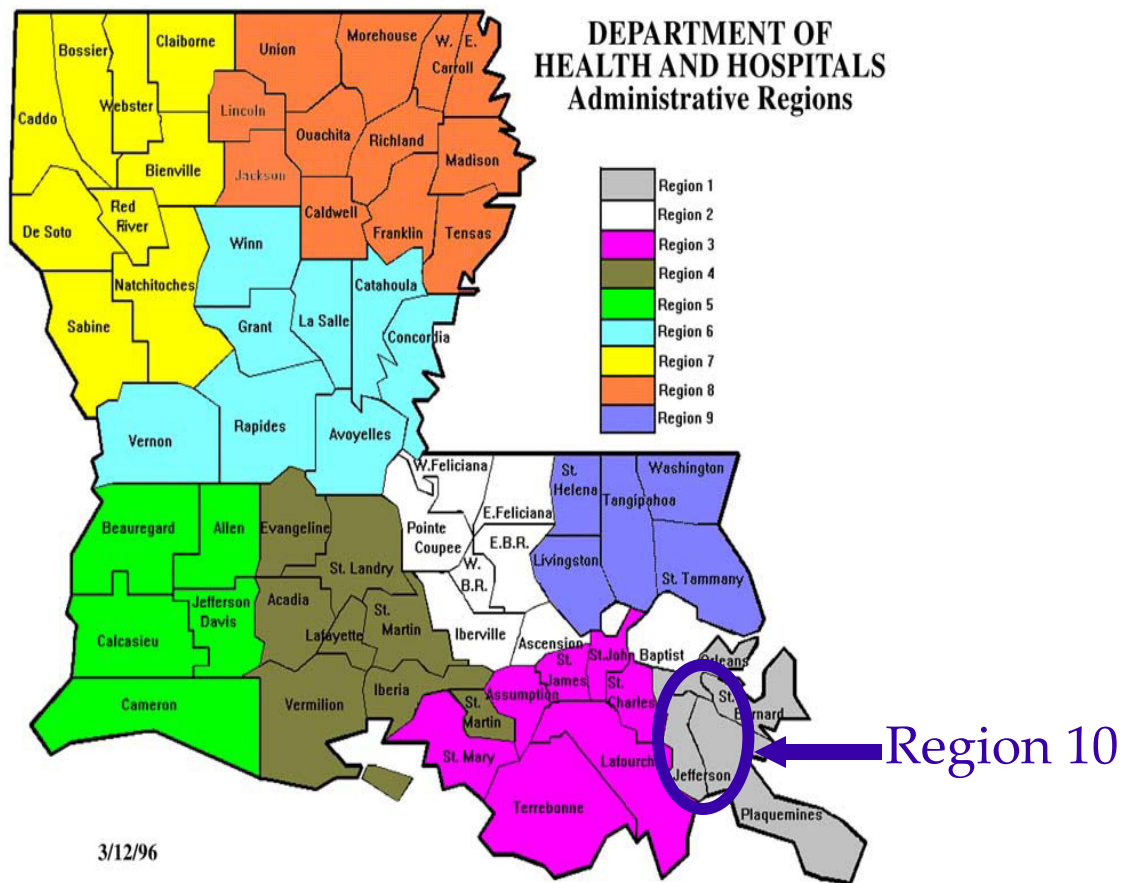 DEPARTMENT OF
HEALTH AND HOSPITALS
Administrative Regions
Region 1
Region 2
Region 3
Region 4
Region 5
Region 6
Region 7
Region 8
Region 9
Caddo
Bossier
Webster
Claiborne
Bienville
De Soto
Red
River
Natchitoches
Sabine
Union
Morehouse
W.
E.
Carroll
Lincoln
Ouachita
Richland
Madison
Jackson
Caldwell
Franklin
Tensas
Winn
Grant
La Salle
Catahoula
Concordia
Vernon
Rapides
Avoyelles
W.Feliciana
E.Feliciana
Pointe
Coupee
W.
B.R.
E.B.R.
Iberville
Ascension
St.
Helena
Washington
Tangipahoa
Livingston
St. Tammany
Beauregard
Allen
Calcasieu
Jefferson
Davis
Cameron
Evangeline
St. Landry
Acadia
Lafayette
St.
Martin
Vermilion
Iberia
St.
Martin
St.John Baptist
St.
James
St.
Charles
Assumption
St. Mary
Terrebonne
Lafourch
Orleans
St.
Bernard
Jefferson
Plaquemines
Region 10
3/12/96